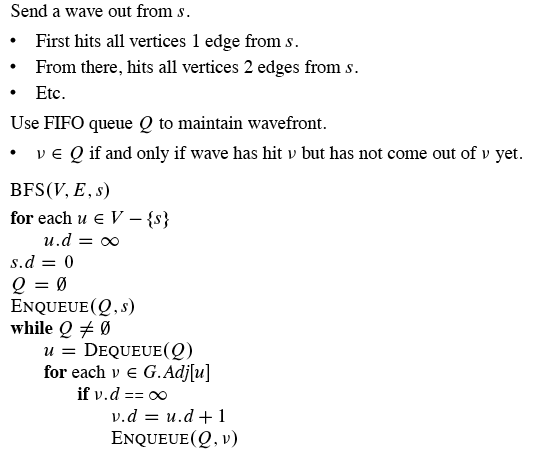 Send a wave out from s.
• First hits all vertices 1 edge from s.
• From there, hits all vertices 2 edges from s.
• Etc.
Use FIFO queue Q to maintain wavefront.
• v ∈ Q if and only if wave has hit v but has not come out of v yet.
BFS(V, E, s)
for each u ∈ V − {s}
u.d = ∞
s.d = 0
Q = ∅
ENQUEUE(Q, s)
while Q ≠ ∅
u = DEQUEUE(Q)
for each v ∈ G.Adj[u]
if v.d == ∞
v.d = u.d + 1
ENQUEUE(Q, v)